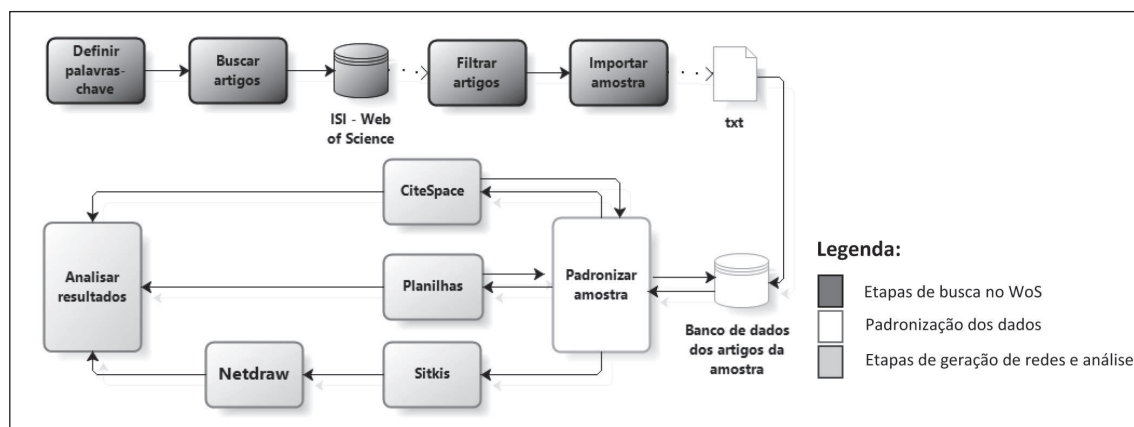 Definir
palavras-
chave
Buscar
artigos
ISI - Web
of Science
Filtrar
artigos
Importar
amostra
txt
CiteSpace
Analisar
resultados
Planilhas
Padronizar
amostra
Banco de dados
dos artigos da
amostra
Netdraw
Sitkis
Legenda:
Etapas de busca no WoS
Padronização dos dados
Etapas de geração de redes e análise